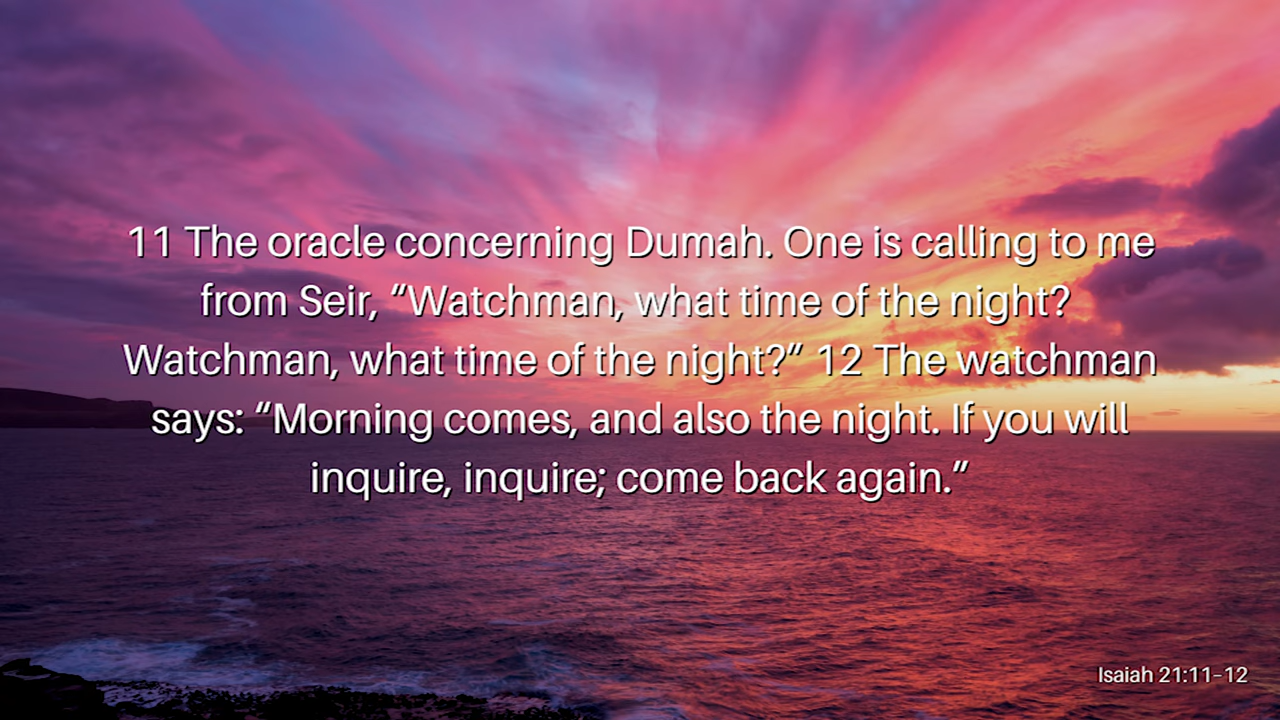 11 The oracle concerning Dumah. One is calling to me
from Seir, “Watchman, what time of the night?
Watchman, what time of the night?” 12 The watchman
says: “Morning comes, and also the night. If you will
inquire, inquire; come back again.”
Isaiah 21:11–12